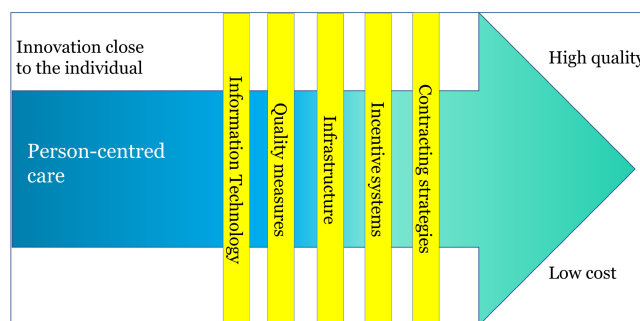 Innovation close
to the individual
Person-centred
care
Information Technology
Quality measures
Infrastructure
Incentive systems
Contracting strategies
High quality
Low cost